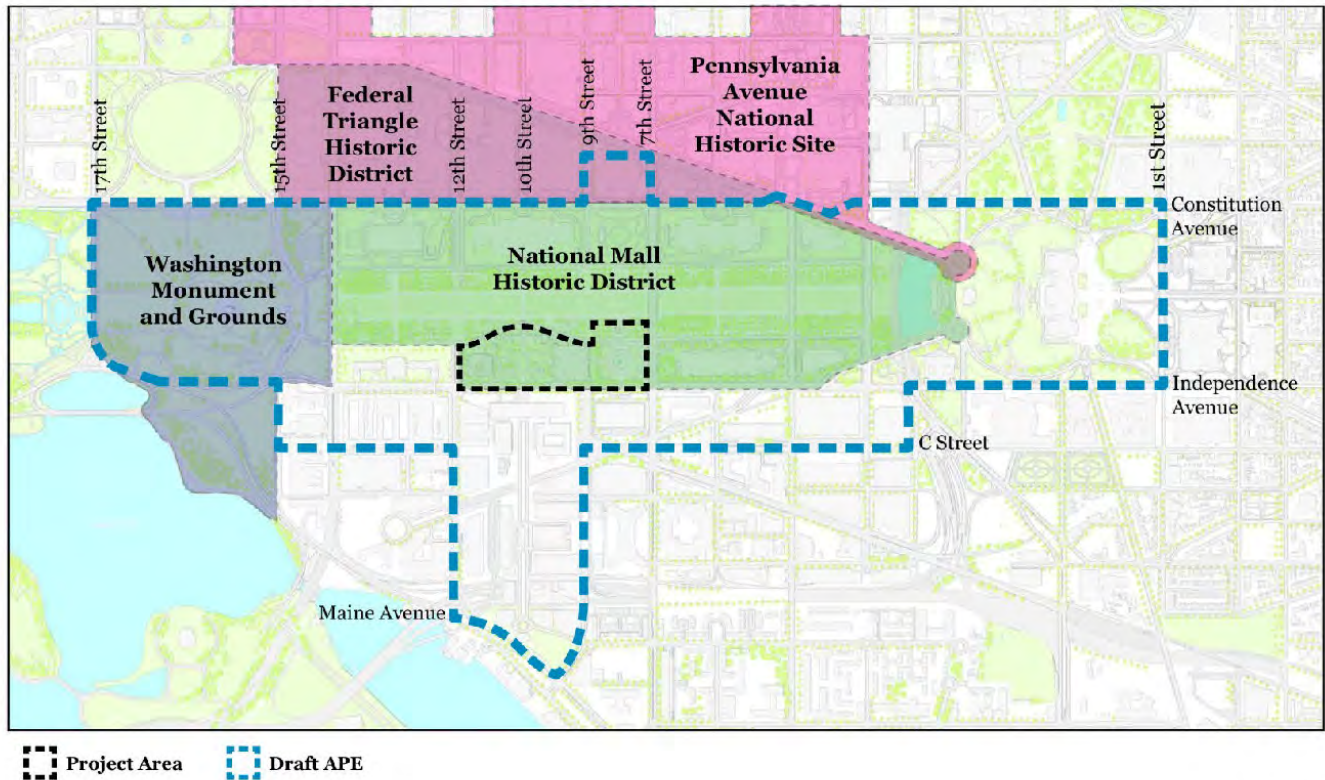 17th Street
15th Street
Federal
Triangle
Historic
District
12th Street
10th Street
9th Street
7th Street
Pennsylvania
Avenue
National
Historic Site
1st Street
Constitution
Avenue
Washington
Monument
and Grounds
National Mall
Historic District
Independence
Avenue
C Street
Maine Avenue
Project Area
Draft APE